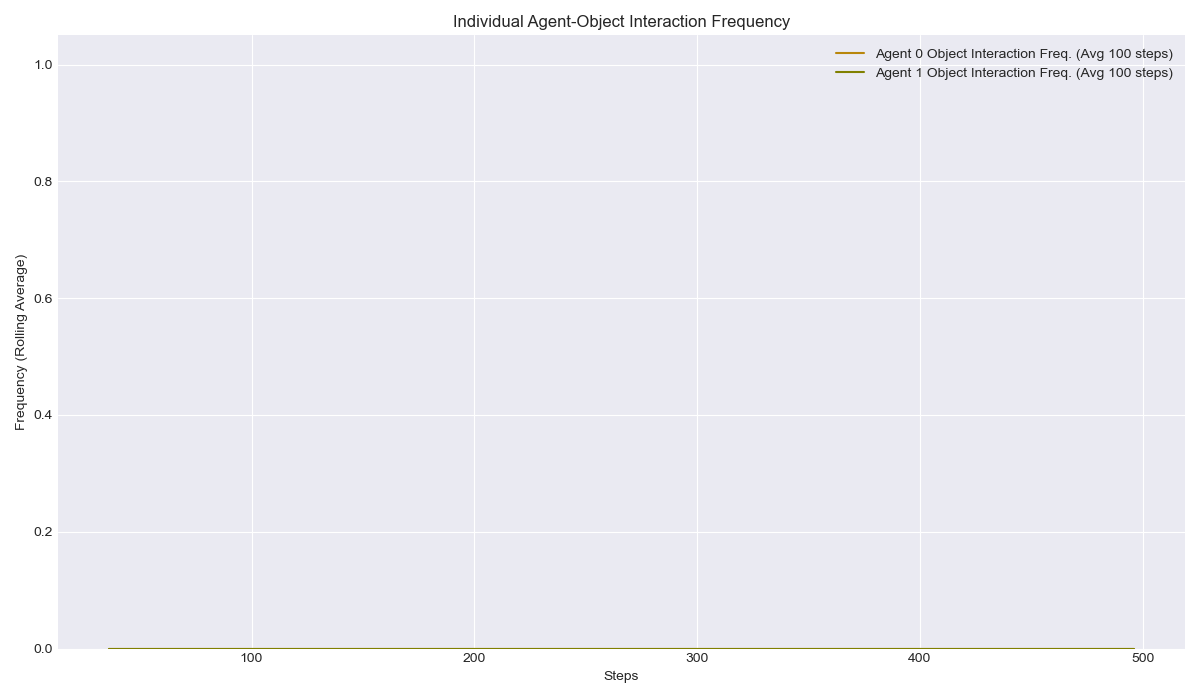 Individual Agent-Object Interaction Frequency
Agent 0 Object Interaction Freq. (Avg 100 steps)
Agent 1 Object Interaction Freq. (Avg 100 steps)
Frequency (Rolling Average)
1.0
0.8
0.6
0.4
0.2
0.0
100 200 300 400 500
Steps